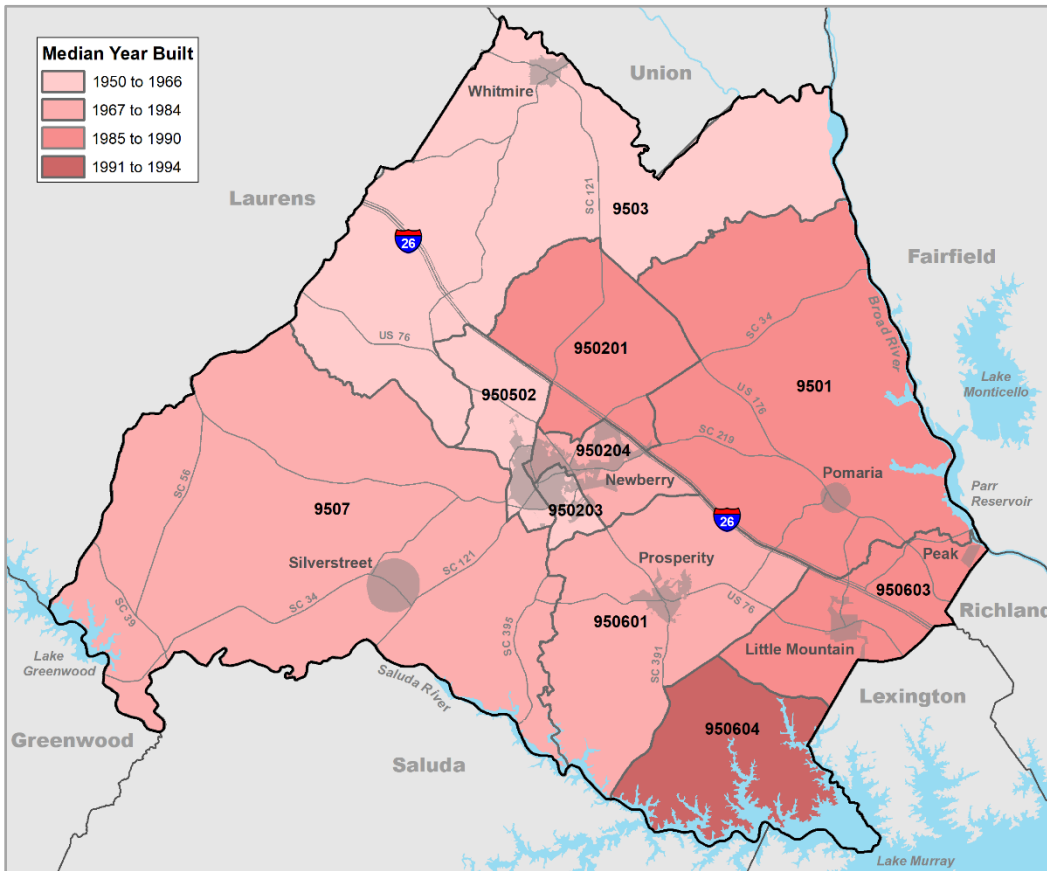 Median Year Built
1950 to 1966
1967 to 1984
1985 to 1990
1991 to 1994
Union
Whitmire
SC 121
Laurens
9503
26
Fairfield
Broad River
SC 34
US 76
950201
9501
Lake
Monticello
950502
US 176
SC 219
950204
SC 56
Newberry
Pomaria
Parr
Reservoir
9507
950203
26
Silverstreet
SC 121
Prosperity
Peak
950603
SC 34
US 76
Richland
SC 39
SC 395
950601
SC 391
Little Mountain
Lake
Greenwood
Saluda River
Lexington
Greenwood
950604
Saluda
Lake Murray